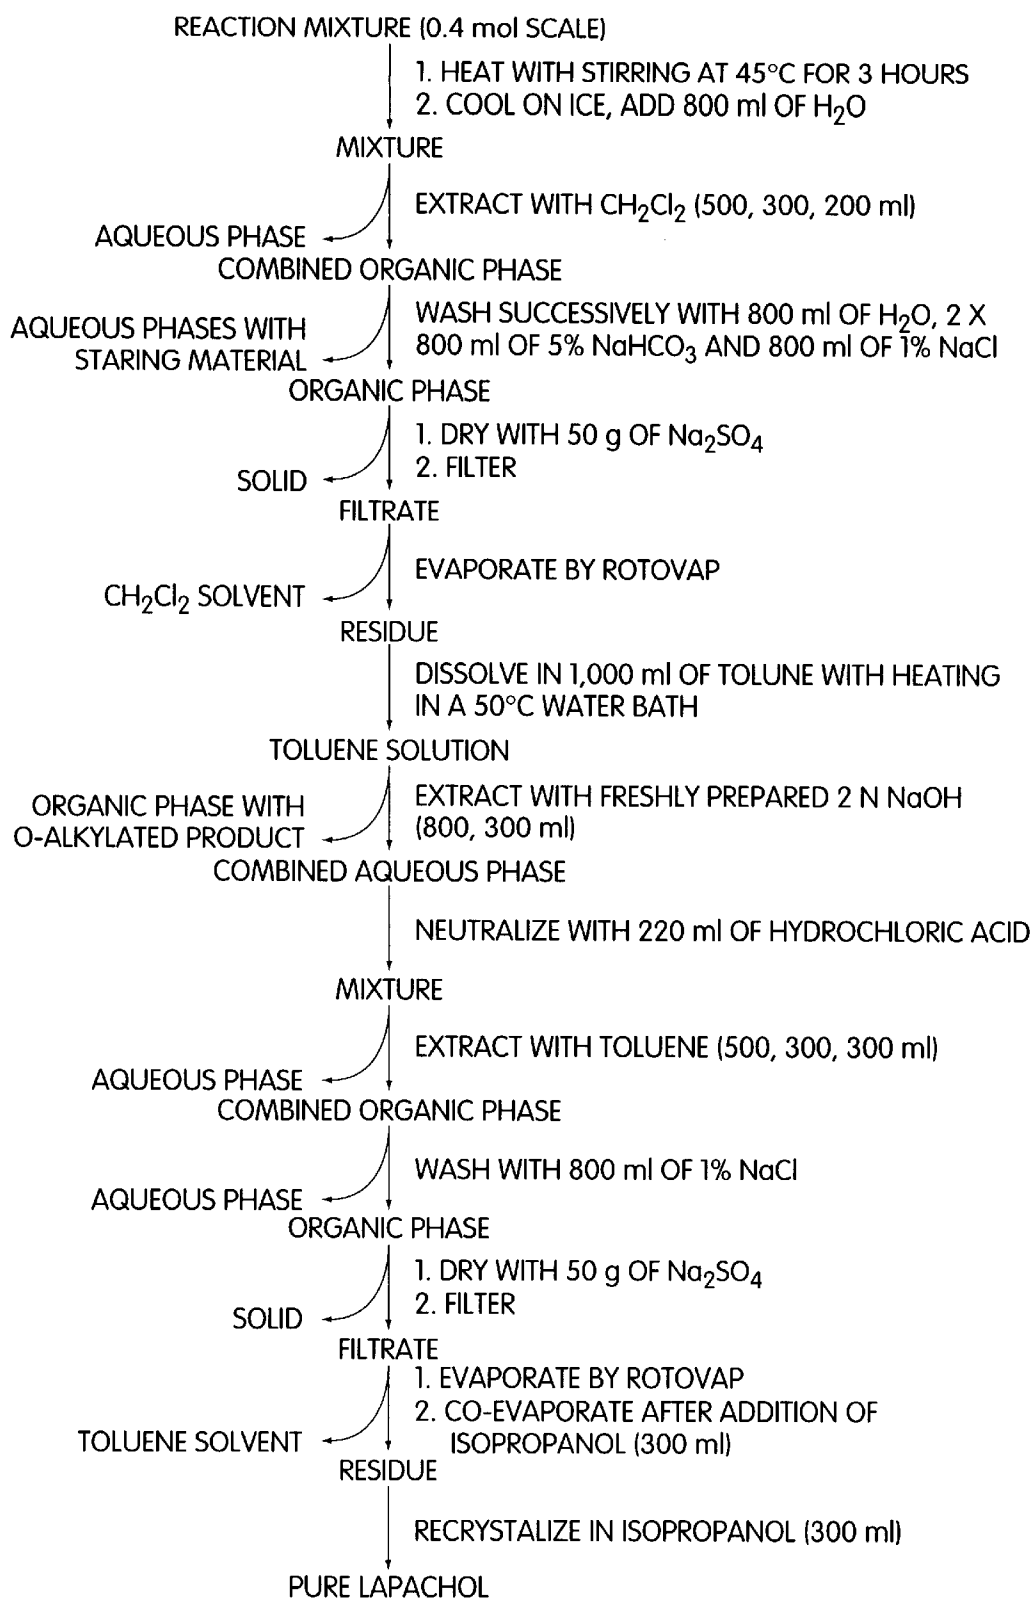 REACTION MIXTURE (0.4 mol SCALE)
1. HEAT WITH STIRRING AT 45°C FOR 3 HOURS
2. COOL ON ICE, ADD 800 ml OF H2O
MIXTURE
EXTRACT WITH CH2Cl2 (500, 300, 200 ml)
AQUEOUS PHASE
COMBINED ORGANIC PHASE
WASH SUCCESSIVELY WITH 800 ml OF H2O, 2 X
800 ml OF 5% NaHCO3 AND 800 ml OF 1% NaCl
AQUEOUS PHASES WITH
STARING MATERIAL
ORGANIC PHASE
1. DRY WITH 50 g OF Na2SO4
2. FILTER
SOLID
FILTRATE
EVAPORATE BY ROTOVAP
CH2Cl2 SOLVENT
RESIDUE
DISSOLVE IN 1,000 ml OF TOLUNE WITH HEATING
IN A 50°C WATER BATH
TOLUENE SOLUTION
EXTRACT WITH FRESHLY PREPARED 2 N NaOH
(800, 300 ml)
ORGANIC PHASE WITH
O-ALKYLATED PRODUCT
COMBINED AQUEOUS PHASE
NEUTRALIZE WITH 220 ml OF HYDROCHLORIC ACID
MIXTURE
EXTRACT WITH TOLUENE (500, 300, 300 ml)
AQUEOUS PHASE
COMBINED ORGANIC PHASE
WASH WITH 800 ml OF 1% NaCl
AQUEOUS PHASE
ORGANIC PHASE
1. DRY WITH 50 g OF Na2SO4
2. FILTER
SOLID
FILTRATE
1. EVAPORATE BY ROTOVAP
2. CO-EVAPORATE AFTER ADDITION OF
ISOPROPANOL (300 ml)
TOLUENE SOLVENT
RESIDUE
RECRYSTALIZE IN ISOPROPANOL (300 ml)
PURE LAPACHOL